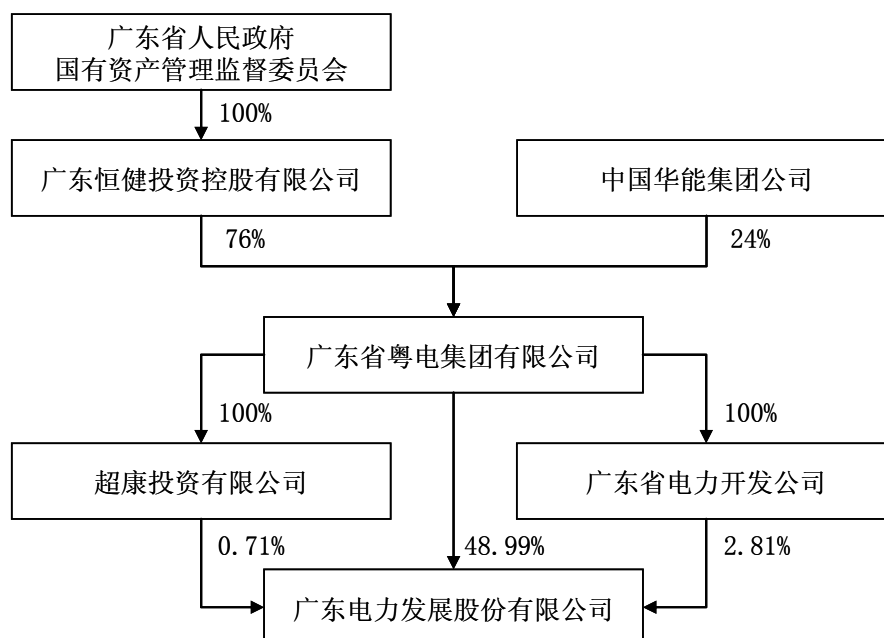 广东省人民政府
国有资产管理监督委员会
100%
广东恒健投资控股有限公司
中国华能集团公司
76%
24%
广东省粤电集团有限公司
100%
100%
超康投资有限公司
广东省电力开发公司
0.71%
48.99%
2.81%
广东电力发展股份有限公司